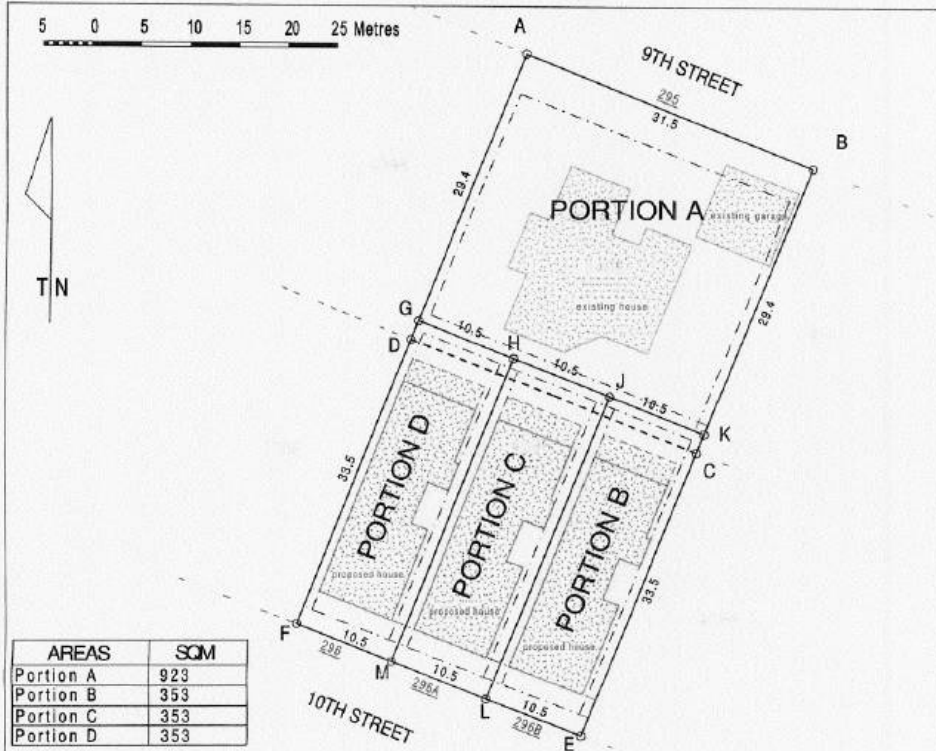 5 0 5 10 15 20 25 Metres
A
9TH STREET
295
31.5
B
29.4
PORTION A
existing garage
existing house
TN
29.4
G
10.5
H
D
10.5
J
10.5
K
C
PORTION D
PORTION C
PORTION B
33.5
33.5
proposed house
proposed house
proposed house
F
10.5
296
M
10.5
296A
L
10.5
296B
E
10TH STREET
AREAS SQM
Portion A 923
Portion B 353
Portion C 353
Portion D 353